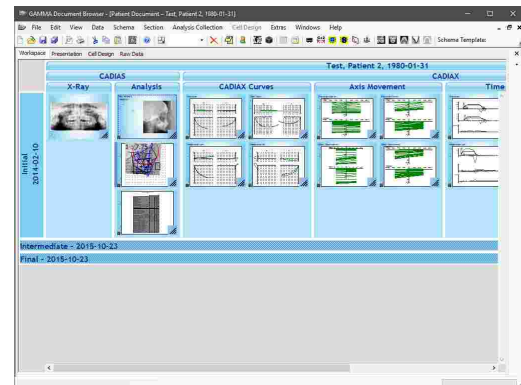 GAMMA Document Browser - [Patient Document - Test, Patient 2, 1980-01-31]
File Edit View Data Schema Section Analysis Collection Cell Design Extras Windows Help
Schema Template:
Workspace Presentation Cell Design Raw Data
Test, Patient 2, 1980-01-31
CADIAS CADIAX
X-Ray Analysis CADIAX Curves Axis Movement Time
Initial
2014-02-10
Intermediate - 2015-10-23
Final - 2015-10-23